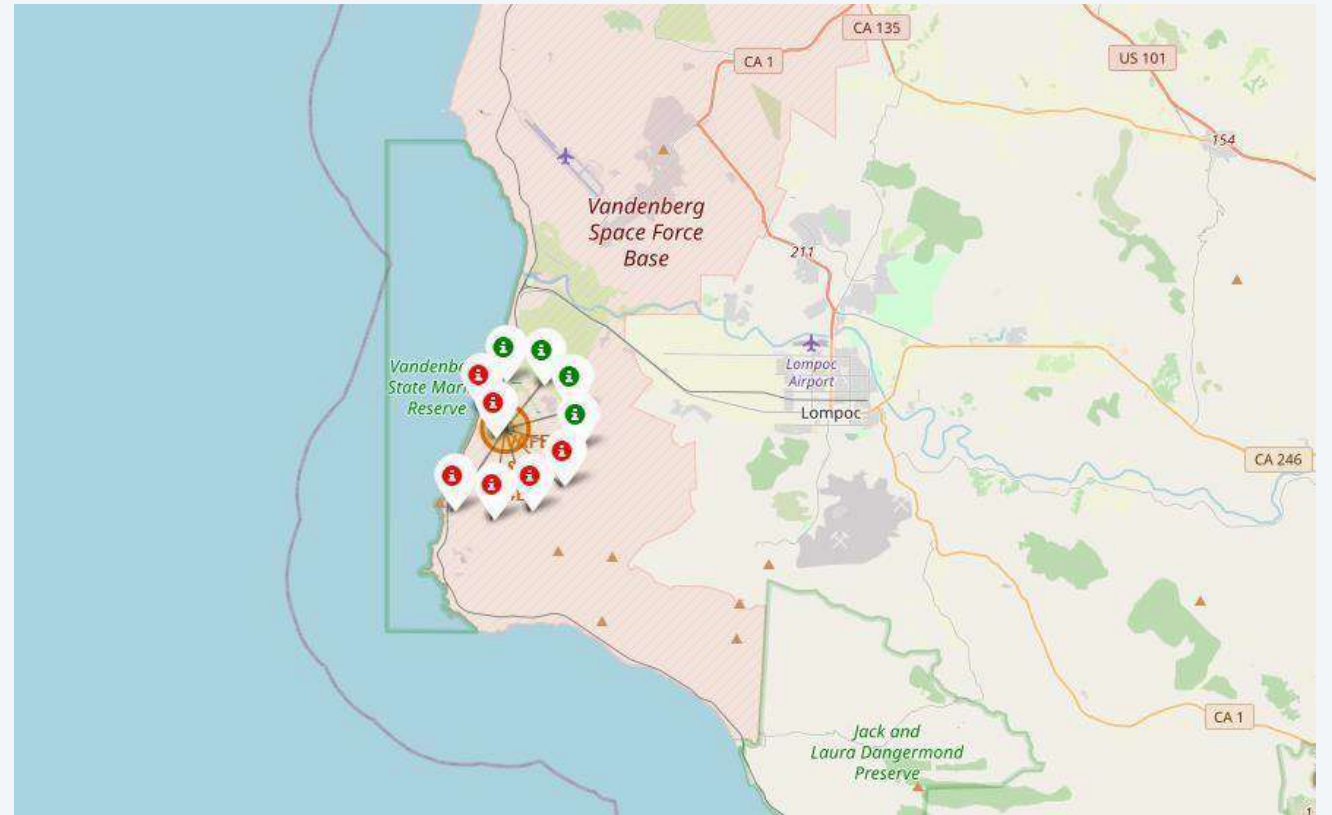 CA 135
CA 1
US 101
154
Vandenberg
Space Force
Base
211
Reserve
Lompoc
Airport
Lompoc
CA 246
CA 1
Jack and
Laura Dangermond
Preserve